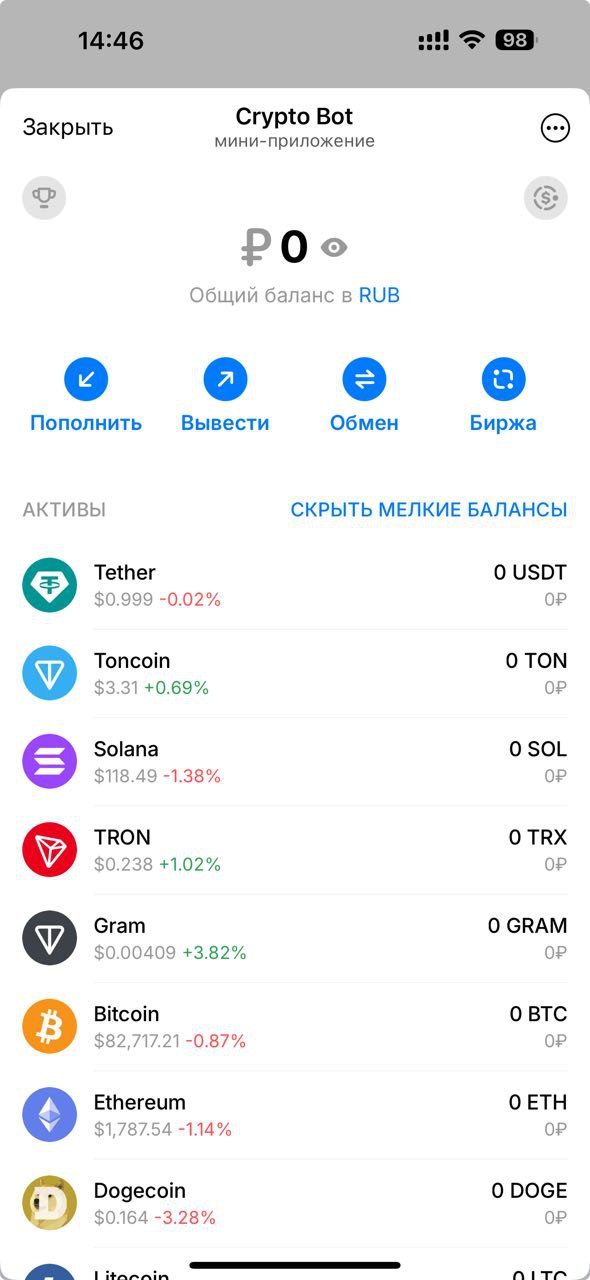 14:46
98
Закрыть
Crypto Bot
мини-приложение
₽ 0
Общий баланс в RUB
Пополнить
Вывести
Обмен
Биржа
АКТИВЫ
СКРЫТЬ МЕЛКИЕ БАЛАНСЫ
Tether
0 USDT
$0.999 -0.02%
0₽
Toncoin
0 TON
$3.31 +0.69%
0₽
Solana
0 SOL
$118.49 -1.38%
0₽
TRON
0 TRX
$0.238 +1.02%
0₽
Gram
0 GRAM
$0.00409 +3.82%
0₽
Bitcoin
0 BTC
$82,717.21 -0.87%
0₽
Ethereum
0 ETH
$1,787.54 -1.14%
0₽
Dogecoin
0 DOGE
$0.164 -3.28%
0₽
Litecoin
0 LTC